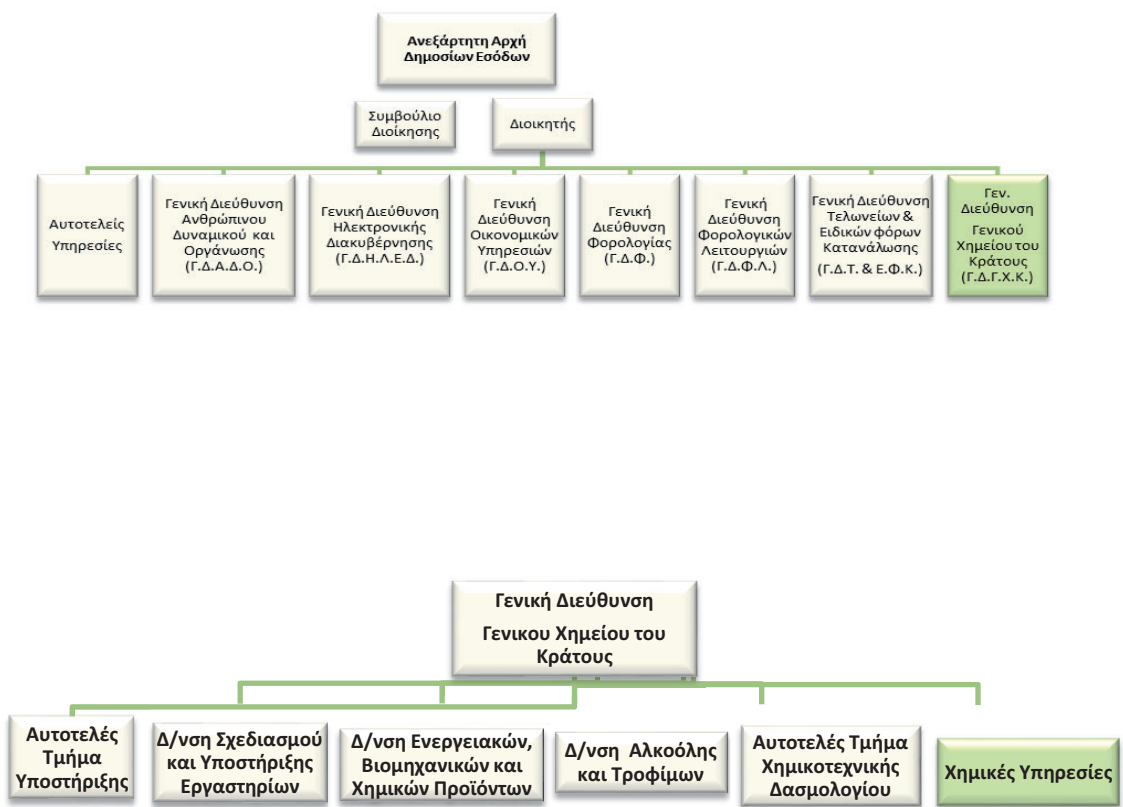 Ανεξάρτητη Αρχή
Δημοσίων Εσόδων
Συμβούλιο
Διοίκησης
Διοικητής
Αυτοτελείς
Υπηρεσίες
Γενική Διεύθυνση
Ανθρώπινου
Δυναμικού και
Οργάνωσης
(Γ.Δ.Α.Δ.Ο.)
Γενική Διεύθυνση
Ηλεκτρονικής
Διακυβέρνησης
(Γ.Δ.Η.Λ.Ε.Δ.)
Γενική
Διεύθυνση
Οικονομικών
Υπηρεσιών
(Γ.Δ.Ο.Υ.)
Γενική
Διεύθυνση
Φορολογίας
(Γ.Δ.Φ.)
Γενική
Διεύθυνση
Φορολογικών
Λειτουργιών
(Γ.Δ.Φ.Λ.)
Γενική Διεύθυνση
Τελωνείων &
Ειδικών φόρων
Κατανάλωσης
(Γ.Δ.Τ. & Ε.Φ.Κ.)
Γεν.
Διεύθυνση
Γενικού
Χημείου του
Κράτους
(Γ.Δ.Γ.Χ.Κ.)
Γενική Διεύθυνση
Γενικου Χημείου του
Κράτους
Αυτοτελές
Τμήμα
Υποστήριξης
Δ/νση Σχεδιασμού
και Υποστήριξης
Εργαστηρίων
Δ/νση Ενεργειακών,
Βιομηχανικών και
Χημικών Προϊόντων
Δ/νση Αλκοόλης
και Τροφίμων
Αυτοτελές Τμήμα
Χημικοτεχνικής
Δασμολογίου
Χημικές Υπηρεσίες